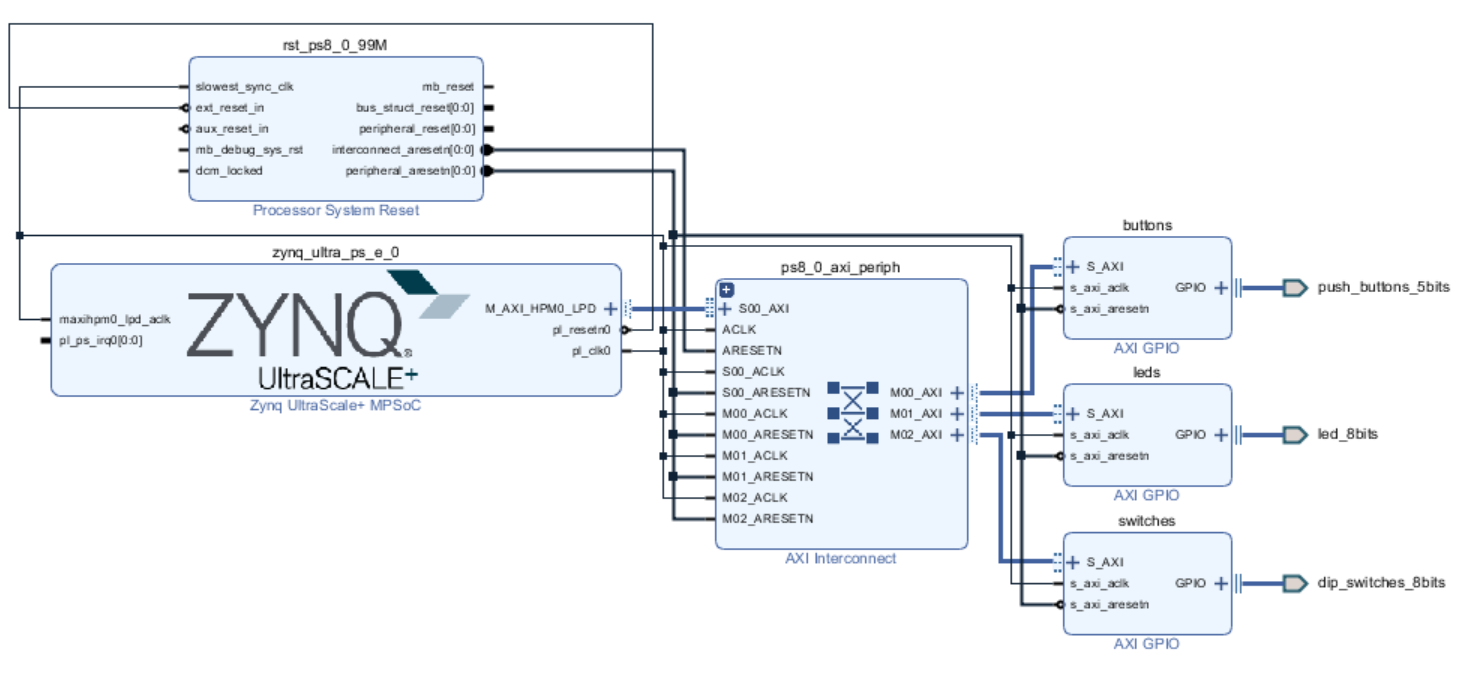 rst_ps8_0_99M
slowest_sync_clk
ext_reset_in
aux_reset_in
mb_debug_sys_rst
dcm_locked
mb_reset
bus_struct_reset[0:0]
peripheral_reset[0:0]
interconnect_aresetn[0:0]
peripheral_aresetn[0:0]
Processor System Reset
zynq_ultra_ps_e_0
maxihpm0_lpd_aclk
pl_ps_irq0[0:0]
ZYNQ®
UltraSCALE+
M_AXI_HPM0_LPD
pl_resetn0
pl_clk0
Zynq UltraScale+ MPSoC
ps8_0_axi_periph
S00_AXI
ACLK
ARESETN
S00_ACLK
S00_ARESETN
M00_ACLK
M00_ARESETN
M01_ACLK
M01_ARESETN
M02_ACLK
M02_ARESETN
M00_AXI
M01_AXI
M02_AXI
AXI Interconnect
buttons
S_AXI
s_axi_aclk
s_axi_aresetn
GPIO
AXI GPIO
push_buttons_5bits
leds
S_AXI
s_axi_aclk
s_axi_aresetn
GPIO
AXI GPIO
led_8bits
switches
S_AXI
s_axi_aclk
s_axi_aresetn
GPIO
AXI GPIO
dip_switches_8bits